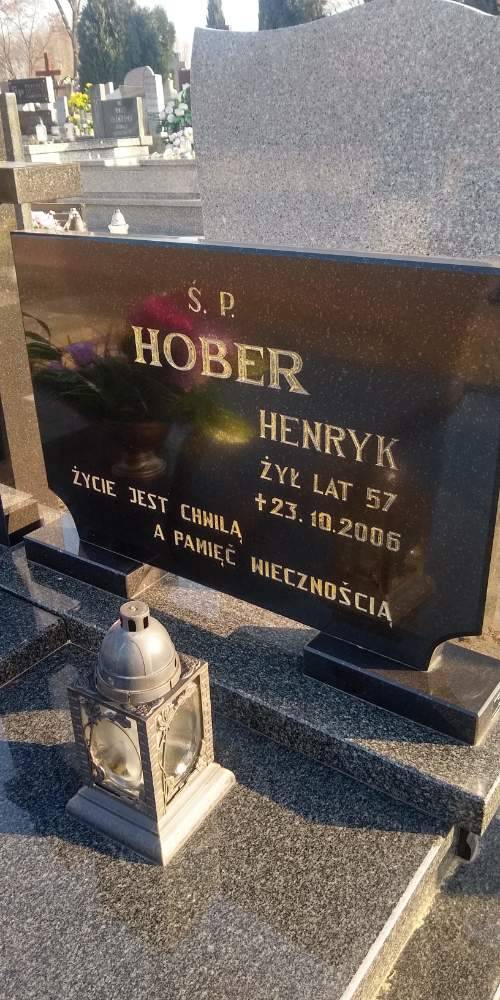 Ś. P.
HOBER
HENRYK
ŻYŁ LAT 57
+23.10.2006
ŻYCIE JEST CHWILĄ
A PAMIĘĆ WIECZNOŚCIĄ